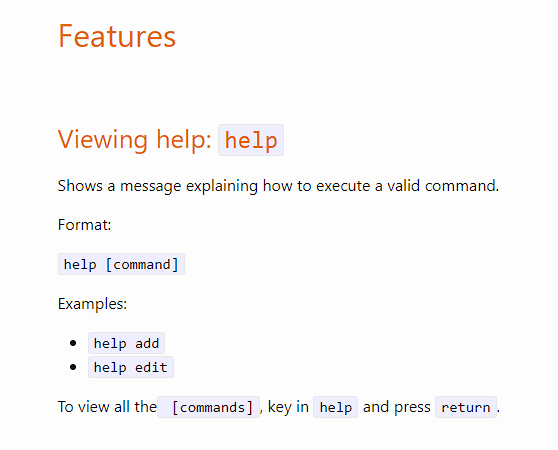 Features
Viewing help: help
Shows a message explaining how to execute a valid command.
Format:
help [command]
Examples:
help add
help edit
To view all the [commands], key in help and press return.